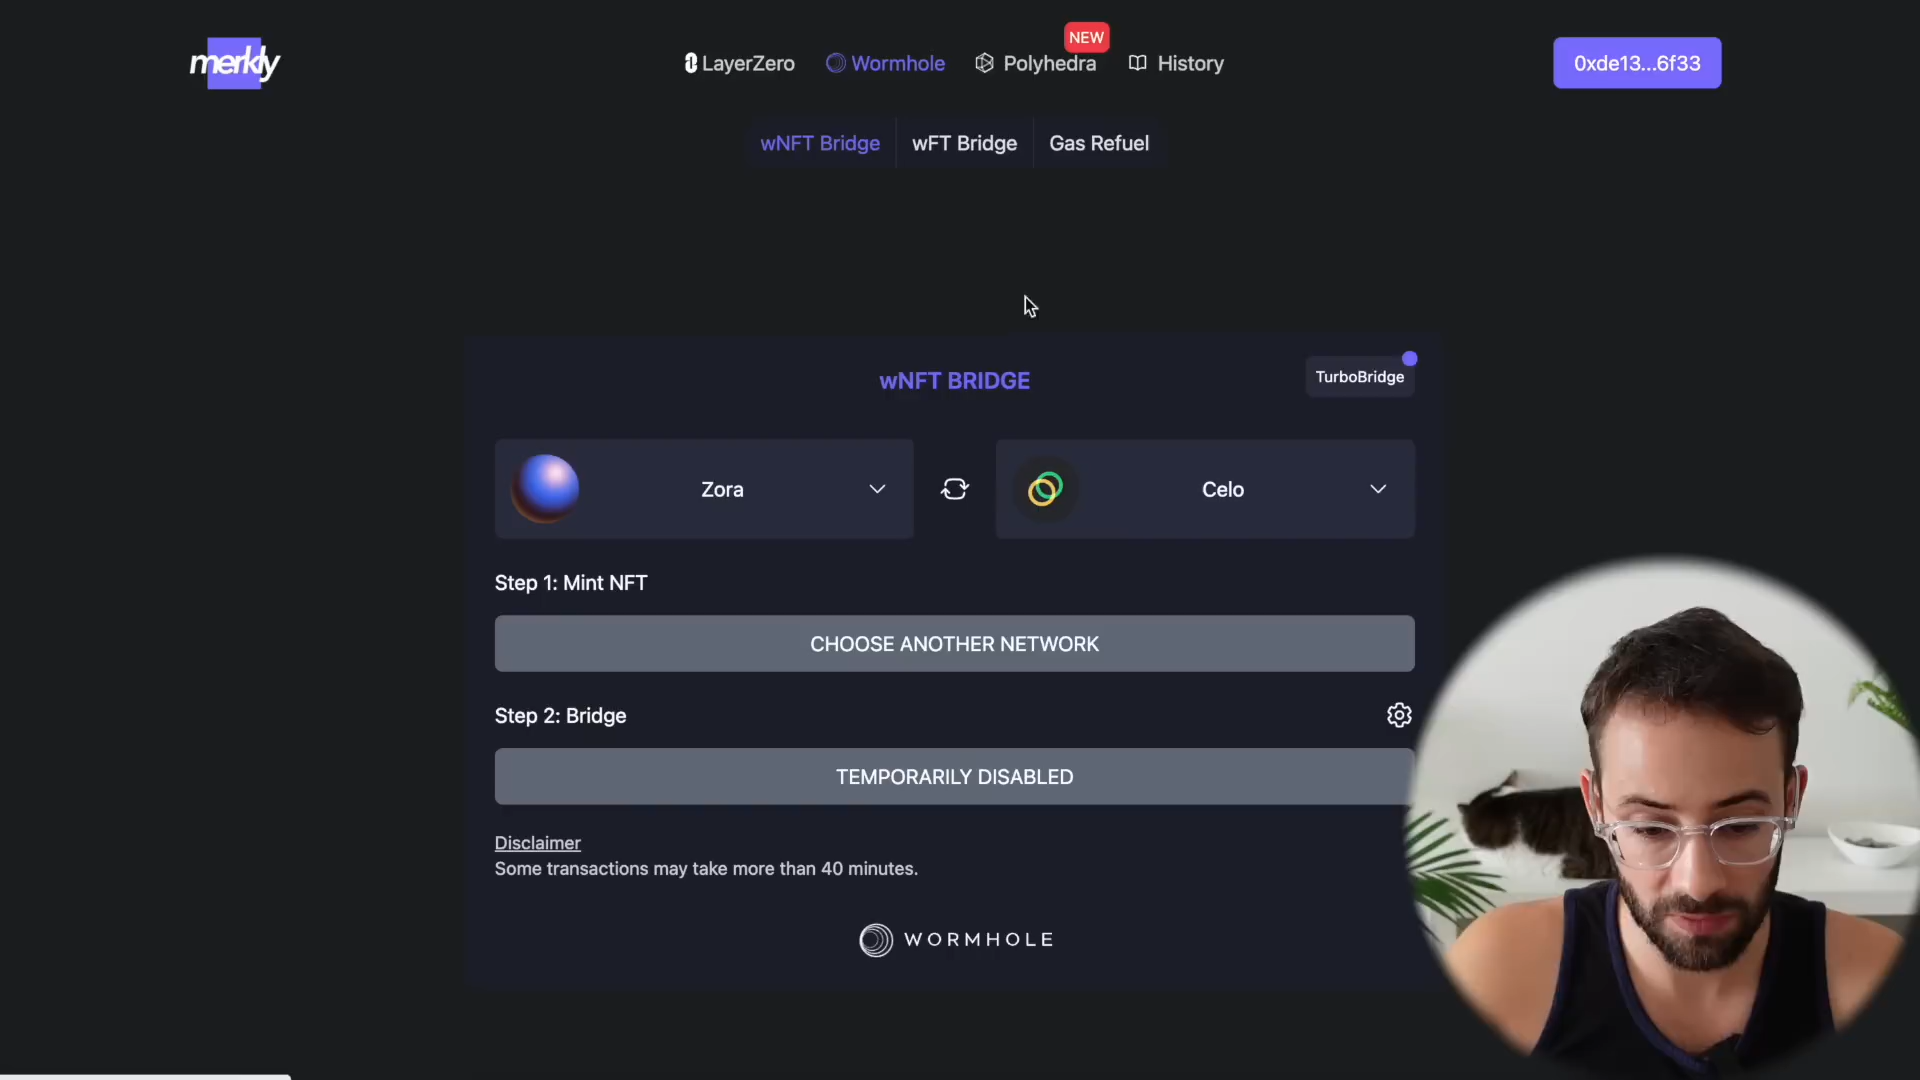 merkly
LayerZero
Wormhole
NEW
Polyhedra
History
0xde13...6f33
wNFT Bridge
wFT Bridge
Gas Refuel
wNFT BRIDGE
TurboBridge
Zora
Celo
Step 1: Mint NFT
CHOOSE ANOTHER NETWORK
Step 2: Bridge
TEMPORARILY DISABLED
Disclaimer
Some transactions may take more than 40 minutes.
WORMHOLE